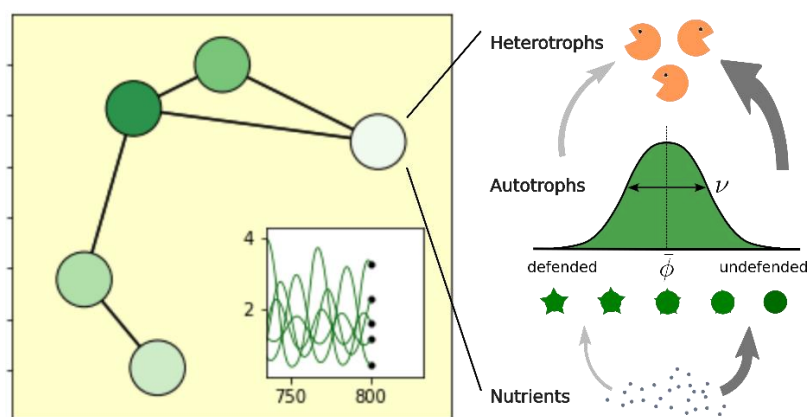 Heterotrophs
Autotrophs
ν
defended
ϕ̄
undefended
4
2
750
800
Nutrients